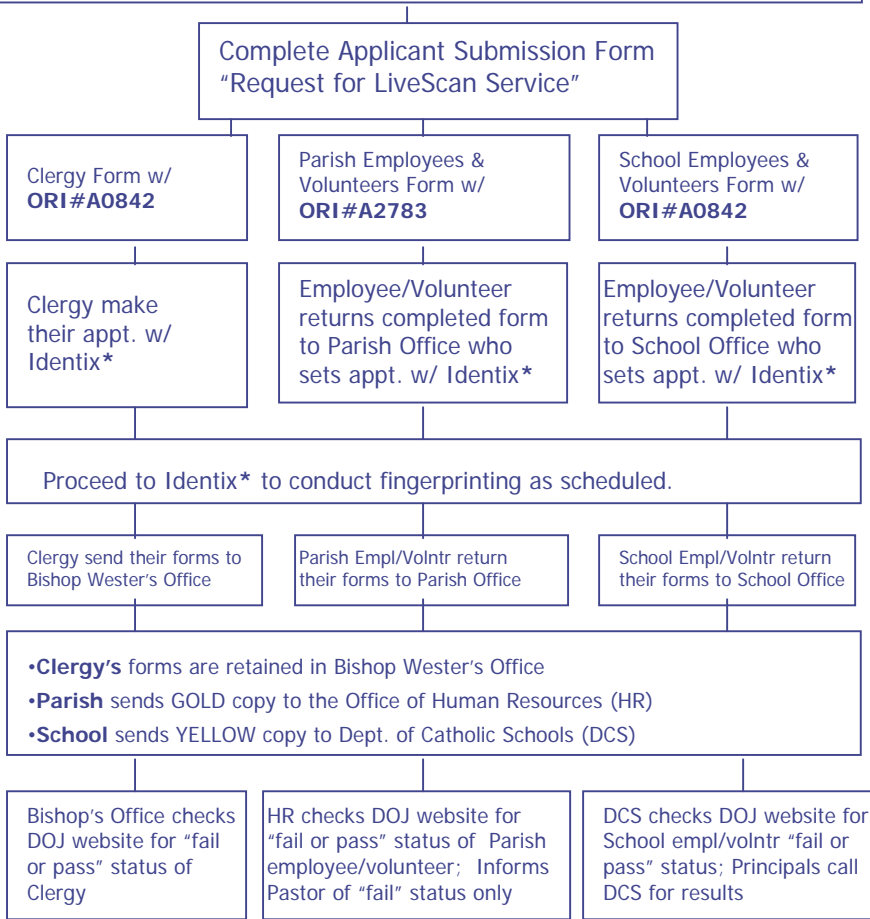 Complete Applicant Submission Form
“Request for LiveScan Service”
Clergy Form w/
ORI#A0842
Parish Employees &
Volunteers Form w/
ORI#A2783
School Employees &
Volunteers Form w/
ORI#A0842
Clergy make
their appt. w/
Identix*
Employee/Volunteer
returns completed form
to Parish Office who
sets appt. w/ Identix*
Employee/Volunteer
returns completed form
to School Office who
sets appt. w/ Identix*
Proceed to Identix* to conduct fingerprinting as scheduled.
Clergy send their forms to
Bishop Wester's Office
Parish Empl/Volntr return
their forms to Parish Office
School Empl/Volntr return
their forms to School Office
•Clergy's forms are retained in Bishop Wester's Office
•Parish sends GOLD copy to the Office of Human Resources (HR)
•School sends YELLOW copy to Dept. of Catholic Schools (DCS)
Bishop's Office checks
DOJ website for “fail
or pass” status of
Clergy
HR checks DOJ website for
“fail or pass” status of Parish
employee/volunteer; Informs
Pastor of “fail” status only
DCS checks DOJ website for
School empl/volntr “fail or
pass” status; Principals call
DCS for results